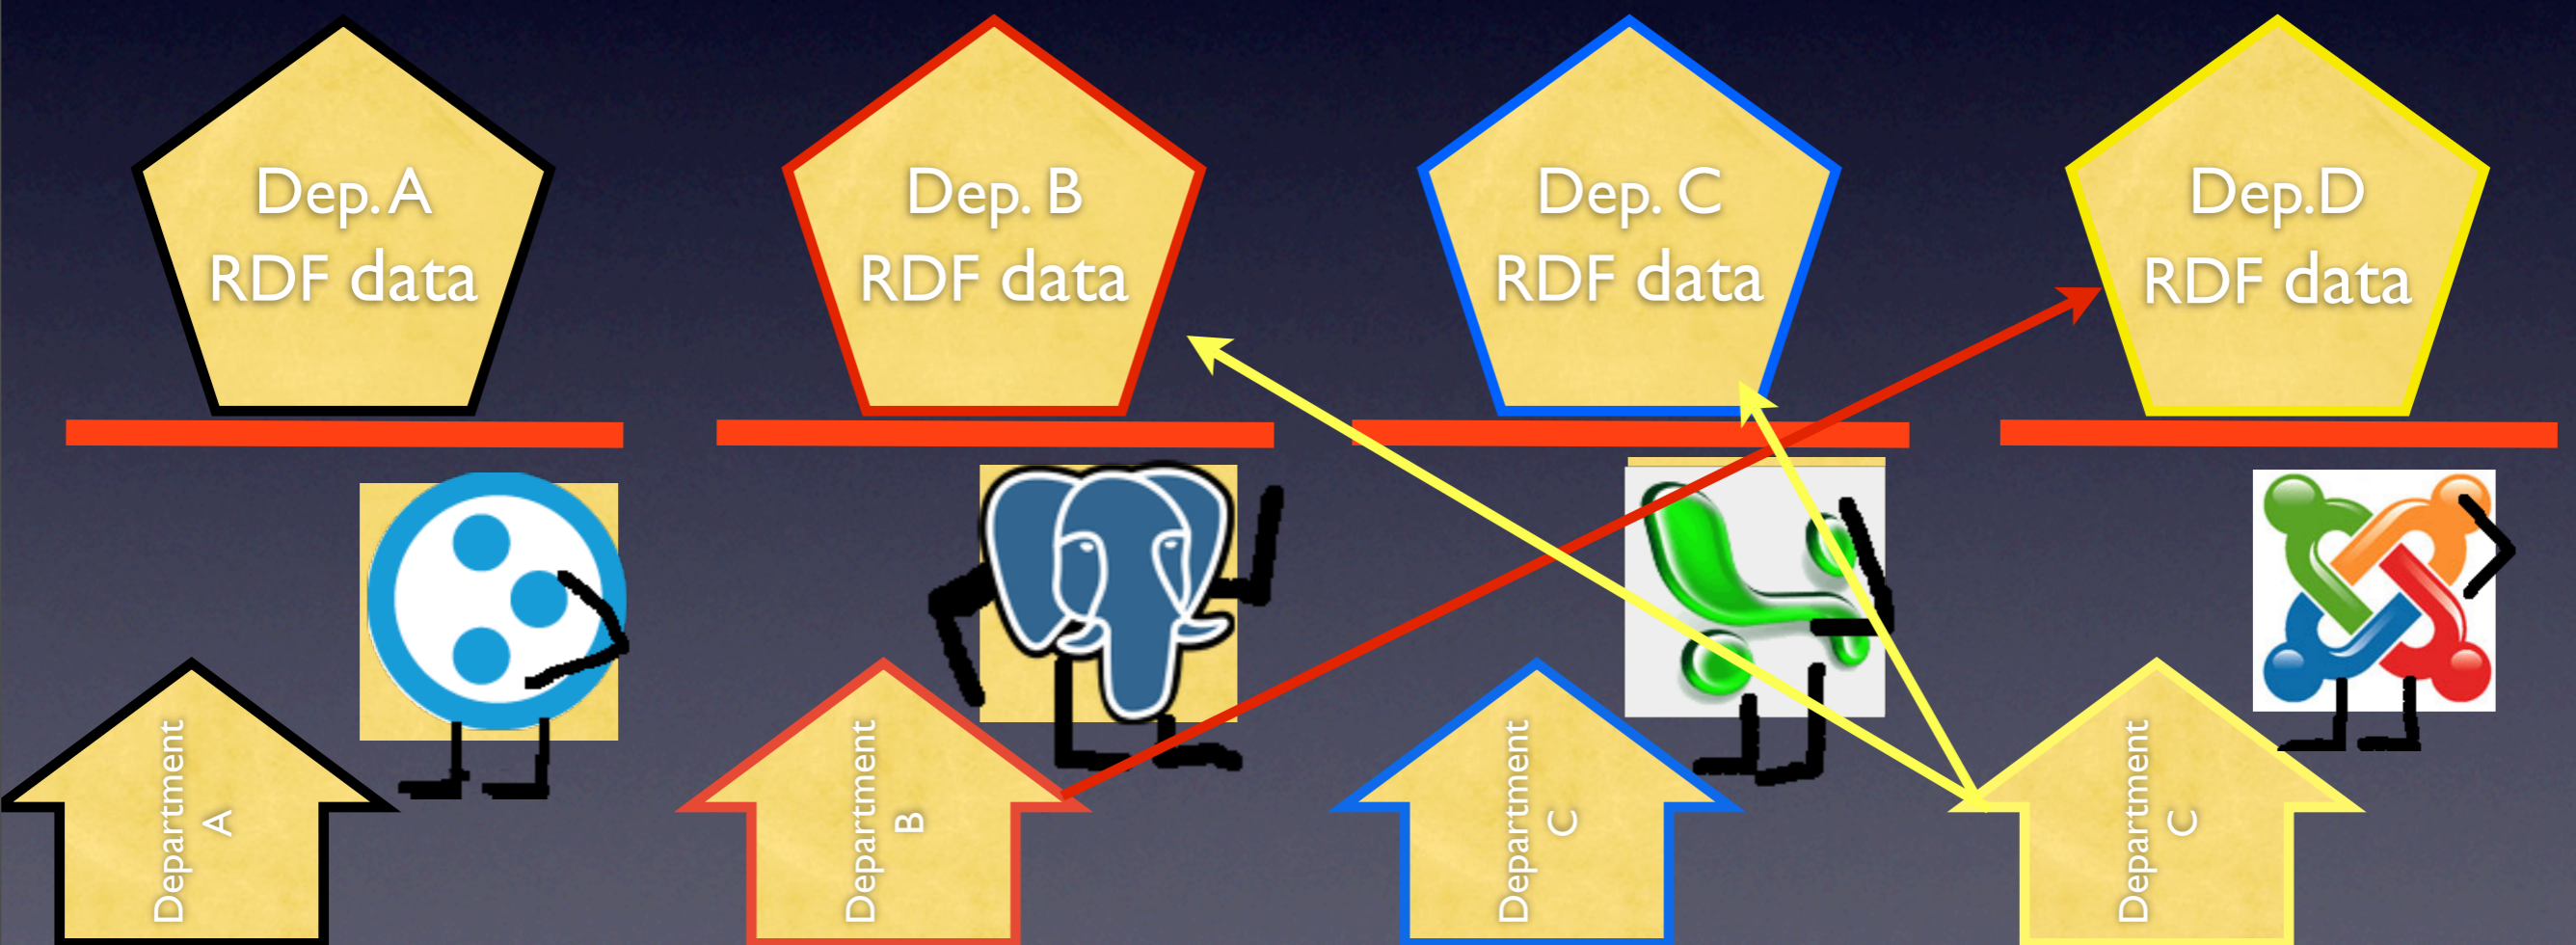 Dep. A
RDF data
Dep. B
RDF data
Dep. C
RDF data
Dep.D
RDF data
Department
A
Department
B
Department
C
Department
C